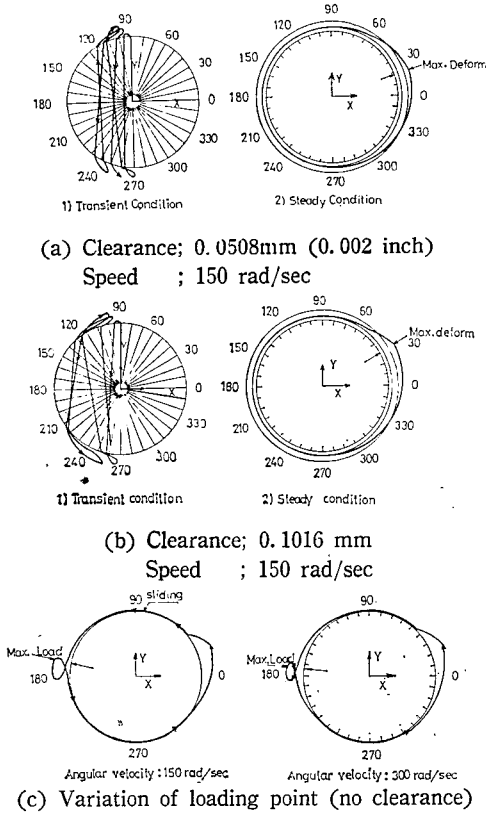 90
120
60
150
30
180
X
0
210
330
240
270
300
1) Transient Condition
90
120
60
150
30
Max. Deform
180
Y
X
0
210
330
240
300
270
2) Steady Condition
(a) Clearance; 0.0508mm (0.002 inch)
Speed ; 150 rad/sec
90
120
60
150
30
180
X
0
210
330
240
270
300
1) Transient condition
90
120
60
Max. deform
150
30
180
Y
X
0
210
330
240
300
270
2) Steady condition
(b) Clearance; 0.1016 mm
Speed ; 150 rad/sec
90 sliding
Max. Load
180
Y
X
0
270
Angular velocity : 150 rad/sec
90
Max. Load
180
Y
X
0
270
Angular velocity : 300 rad/sec
(c) Variation of loading point (no clearance)